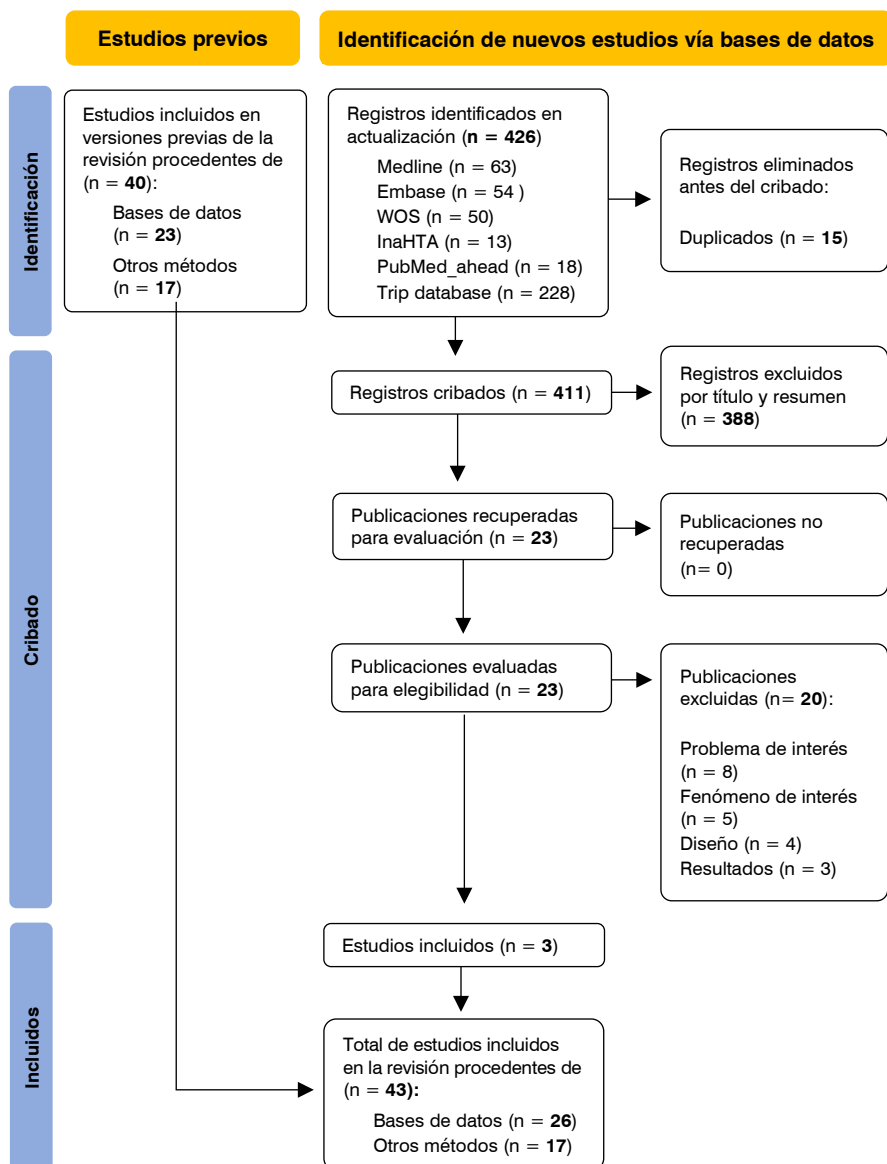 Estudios previos
Identificación de nuevos estudios vía bases de datos
Identificación
Estudios incluidos en
versiones previas de la
revisión procedentes de
(n = 40):
Bases de datos
(n = 23)
Otros métodos
(n = 17)
Registros identificados en
actualización (n = 426)
Medline (n = 63)
Embase (n = 54 )
WOS (n = 50)
InaHTA (n = 13)
PubMed_ahead (n = 18)
Trip database (n = 228)
Registros eliminados
antes del cribado:
Duplicados (n = 15)
Cribado
Registros cribados (n = 411)
Registros excluidos
por título y resumen
(n = 388)
Publicaciones recuperadas
para evaluación (n = 23)
Publicaciones no
recuperadas
(n= 0)
Publicaciones evaluadas
para elegibilidad (n = 23)
Publicaciones
excluidas (n= 20):
Problema de interés
(n = 8)
Fenómeno de interés
(n = 5)
Diseño (n = 4)
Resultados (n = 3)
Incluidos
Estudios incluidos (n = 3)
Total de estudios incluidos
en la revisión procedentes de
(n = 43):
Bases de datos (n = 26)
Otros métodos (n = 17)